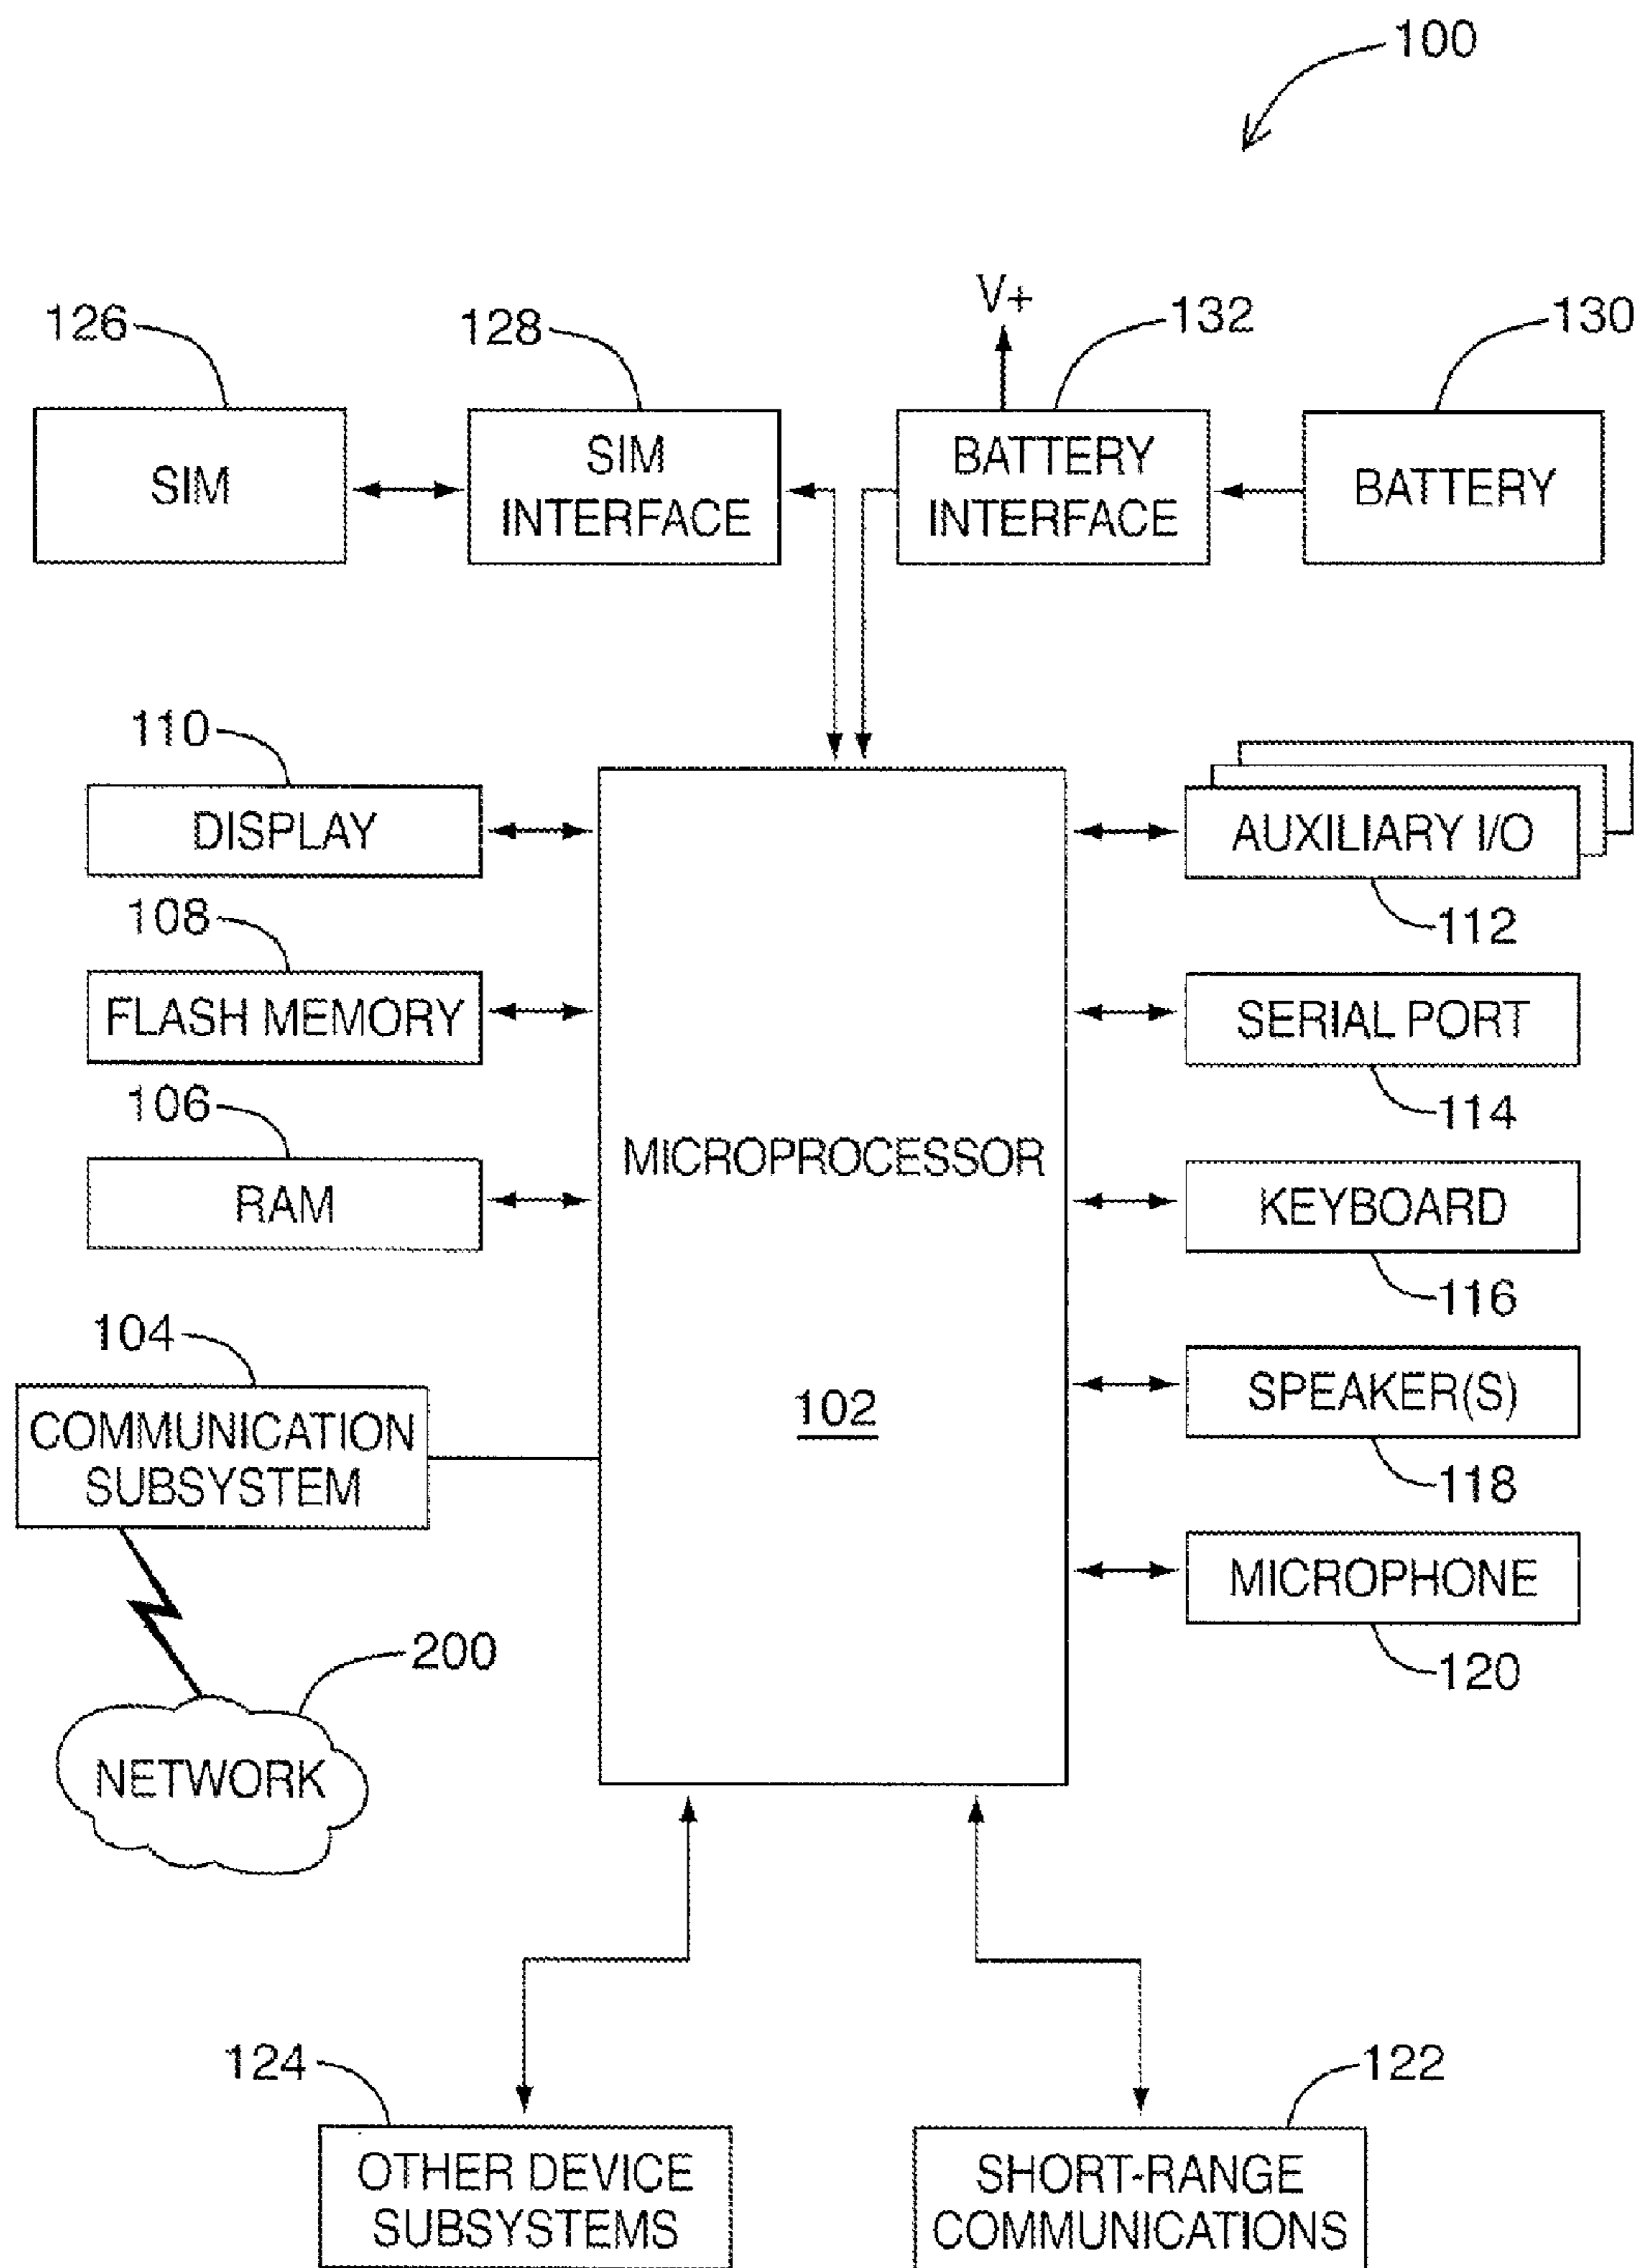 100
V+
126
128
132
130
SIM
SIM
INTERFACE
BATTERY
INTERFACE
BATTERY
110
DISPLAY
AUXILIARY I/O
112
108
FLASH MEMORY
SERIAL PORT
114
106
RAM
MICROPROCESSOR
102
KEYBOARD
116
104
COMMUNICATION
SUBSYSTEM
SPEAKER(S)
118
MICROPHONE
120
200
NETWORK
124
OTHER DEVICE
SUBSYSTEMS
122
SHORT-RANGE
COMMUNICATIONS